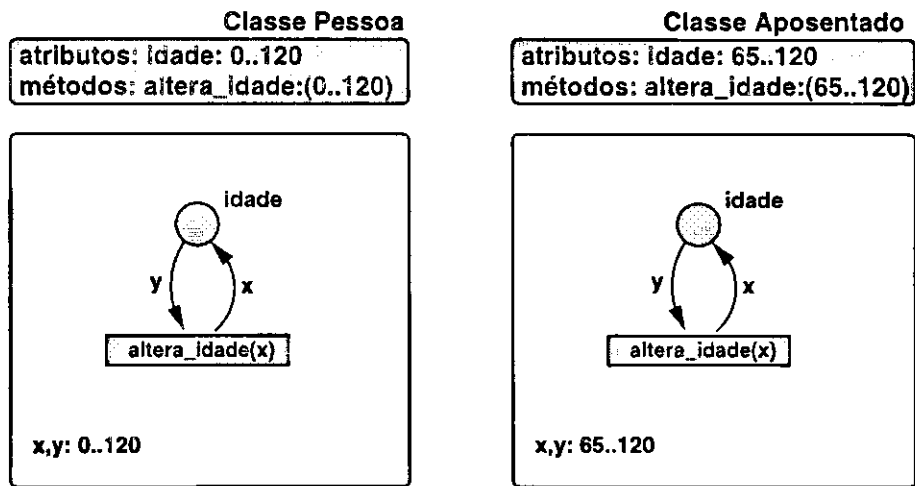 Classe Pessoa
atributos: idade: 0..120
métodos: altera_idade:(0..120)
idade
y
x
altera_idade(x)
x,y: 0..120
Classe Aposentado
atributos: idade: 65..120
métodos: altera_idade:(65..120)
idade
y
x
altera_idade(x)
x,y: 65..120